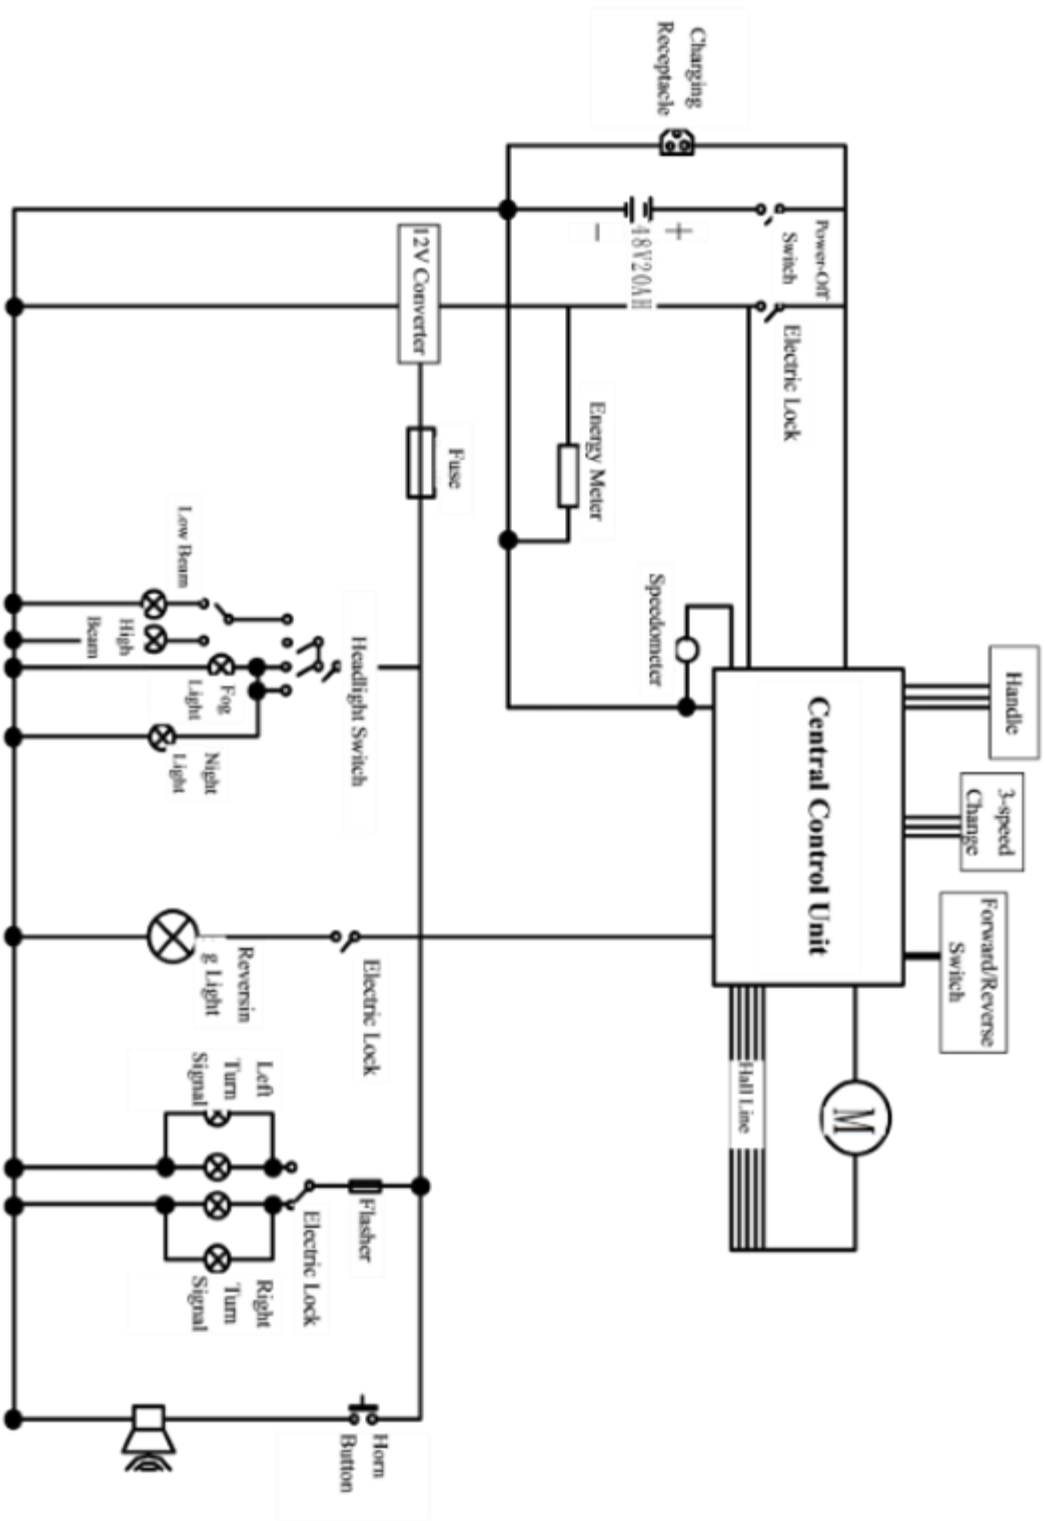 Charging
Receptacle
Power-Off
Switch
+
48V20AH
−
Electric Lock
12V Converter
Energy Meter
Fuse
Speedometer
Central Control Unit
Handle
3-speed
Change
Forward/Reverse
Switch
Hall Line
M
Low Beam
High
Beam
Headlight Switch
Fog
Light
Night
Light
Reversin
g Light
Electric Lock
Left
Turn
Signal
Flasher
Electric Lock
Right
Turn
Signal
Horn
Button